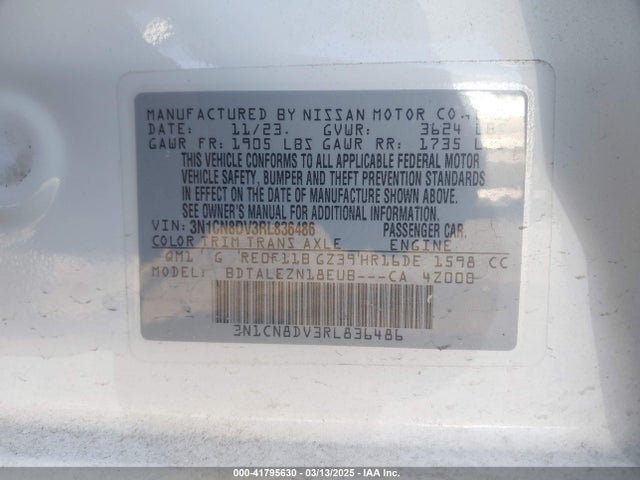 MANUFACTURED BY NISSAN MOTOR CO.
DATE: 11/23. GVWR: 3624 LB
GAWR FR: 1905 LBS GAWR RR: 1735 L
THIS VEHICLE CONFORMS TO ALL APPLICABLE FEDERAL MOTOR
VEHICLE SAFETY, BUMPER AND THEFT PREVENTION STANDARDS
IN EFFECT ON THE DATE OF MANUFACTURE SHOWN ABOVE.
SEE OWNER'S MANUAL FOR ADDITIONAL INFORMATION
VIN: 3N1CN8DV3RL836486 PASSENGER CAR.
COLOR TRIM TRANS AXLE ENGINE
QM1 G RE0F11B GZ39 HR16DE 1598 CC
MODEL: BDTALEZN18EUB---CA 4Z008
3N1CN8DV3RL836486
000-41795630 - 03/13/2025 - IAA Inc.